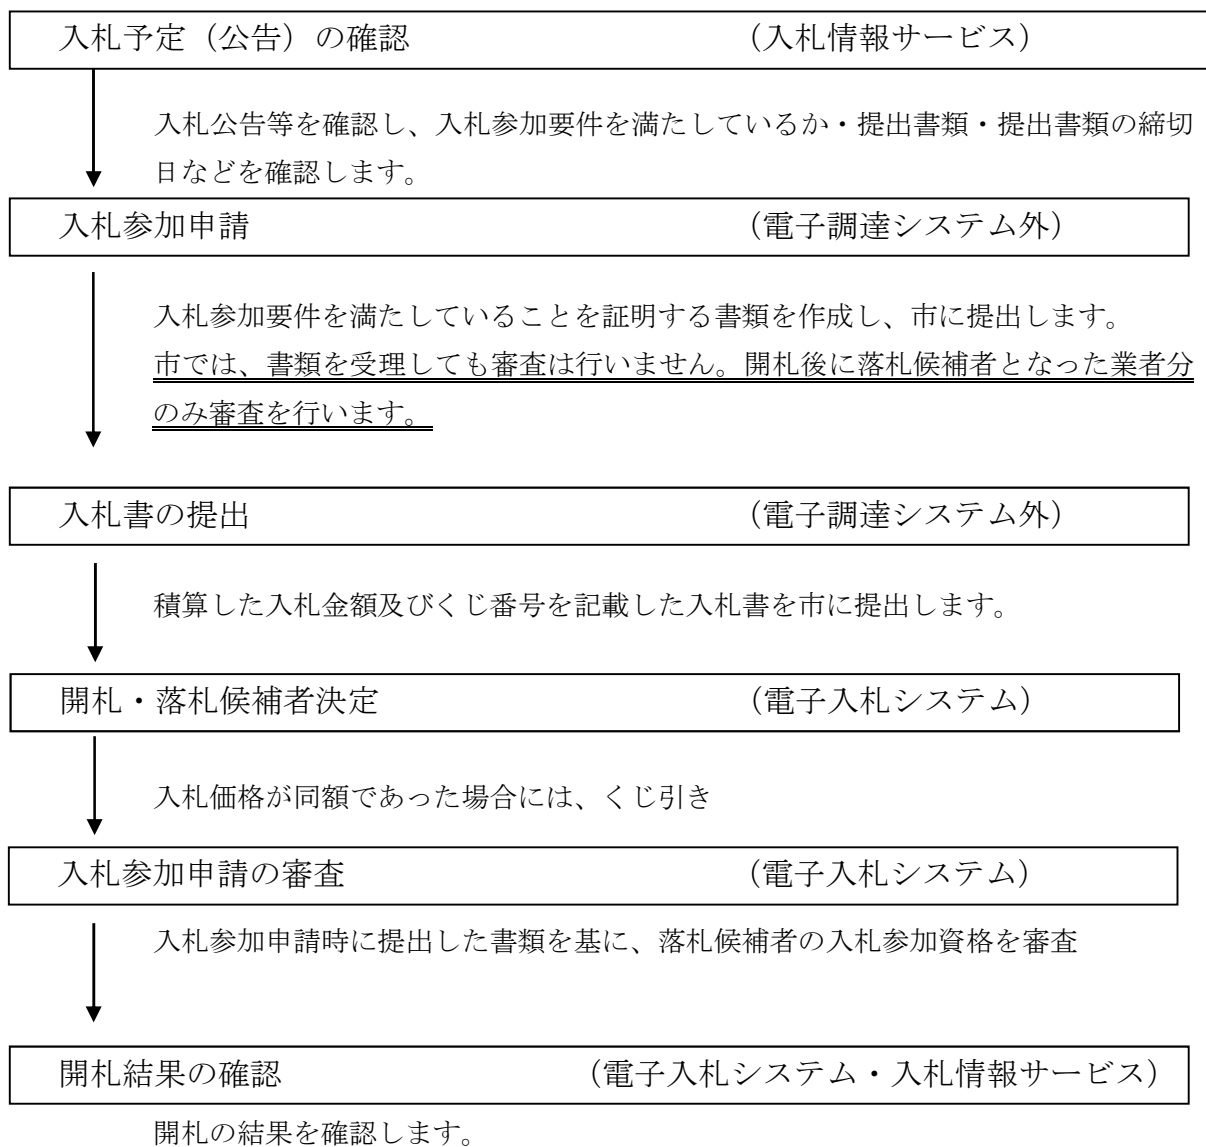 入札予定（公告）の確認 （入札情報サービス）
入札公告等を確認し、入札参加要件を満たしているか・提出書類・提出書類の締切
日などを確認します。
入札参加申請 （電子調達システム外）
入札参加要件を満たしていることを証明する書類を作成し、市に提出します。
市では、書類を受理しても審査は行いません。開札後に落札候補者となった業者分
のみ審査を行います。
入札書の提出 （電子調達システム外）
積算した入札金額及びくじ番号を記載した入札書を市に提出します。
開札・落札候補者決定 （電子入札システム）
入札価格が同額であった場合には、くじ引き
入札参加申請の審査 （電子入札システム）
入札参加申請時に提出した書類を基に、落札候補者の入札参加資格を審査
開札結果の確認 （電子入札システム・入札情報サービス）
開札の結果を確認します。